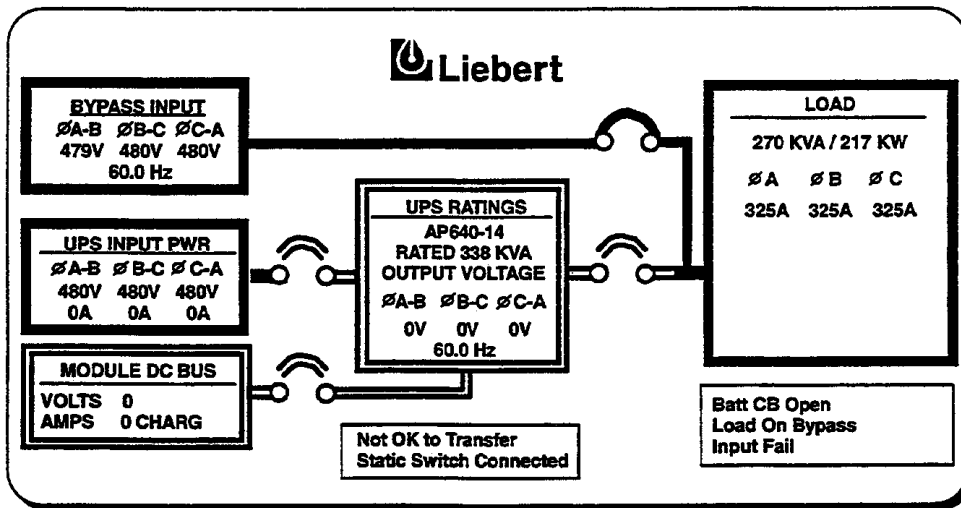 Liebert
BYPASS INPUT
ØA-B ØB-C ØC-A
479V 480V 480V
60.0 Hz
UPS INPUT PWR
ØA-B ØB-C ØC-A
480V 480V 480V
0A 0A 0A
MODULE DC BUS
VOLTS 0
AMPS 0 CHARG
UPS RATINGS
AP640-14
RATED 338 KVA
OUTPUT VOLTAGE
ØA-B ØB-C ØC-A
0V 0V 0V
60.0 Hz
Not OK to Transfer
Static Switch Connected
LOAD
270 KVA / 217 KW
ØA ØB ØC
325A 325A 325A
Batt CB Open
Load On Bypass
Input Fail